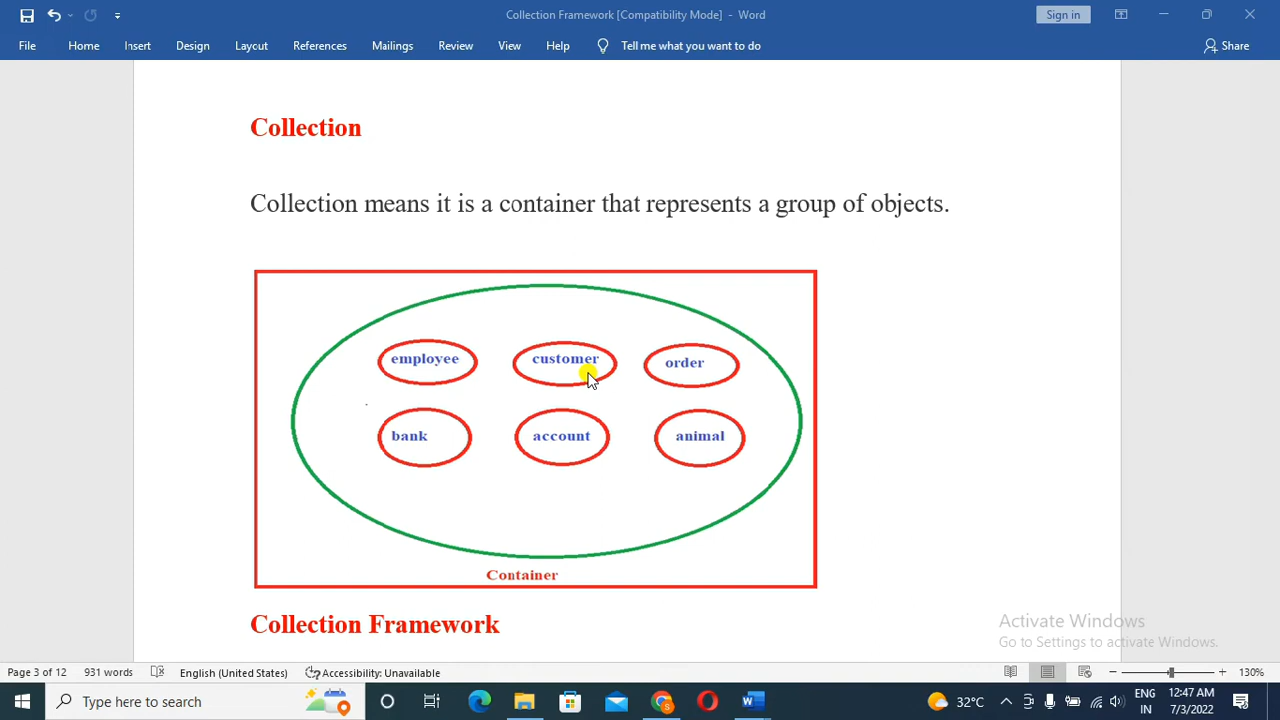 Collection Framework [Compatibility Mode] - Word
Sign in
File Home Insert Design Layout References Mailings Review View Help Tell me what you want to do Share
Collection
Collection means it is a container that represents a group of objects.
employee customer order
bank account animal
Container
Collection Framework
Activate Windows
Go to Settings to activate Windows.
Page 3 of 12 931 words English (United States) Accessibility: Unavailable 130%
Type here to search 32°C ENG 12:47 AM
IN 7/3/2022